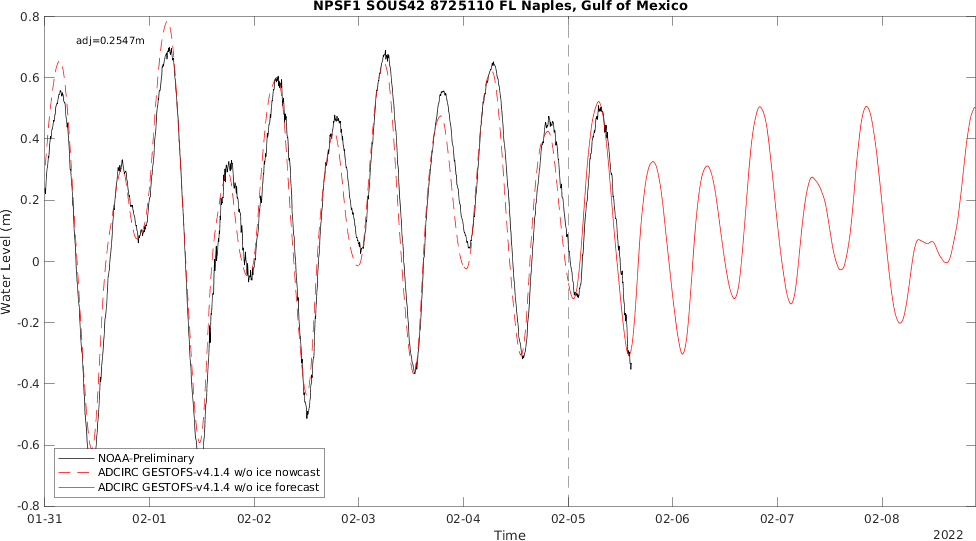 NPSF1 SOUS42 8725110 FL Naples, Gulf of Mexico
adj=0.2547m
0.8
0.6
0.4
0.2
0
-0.2
-0.4
-0.6
-0.8
Water Level (m)
NOAA-Preliminary
ADCIRC GESTOFS-v4.1.4 w/o ice nowcast
ADCIRC GESTOFS-v4.1.4 w/o ice forecast
01-31 02-01 02-02 02-03 02-04 02-05 02-06 02-07 02-08
Time
2022